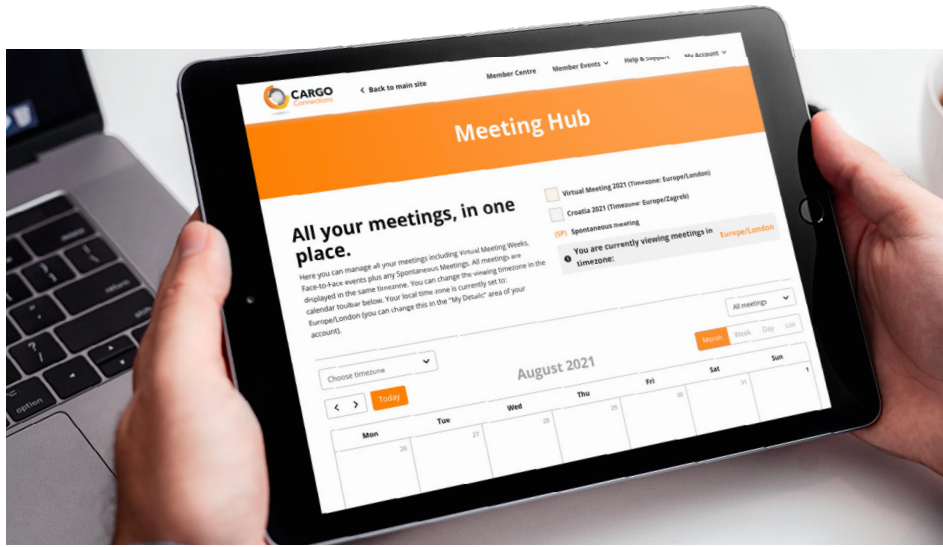 CARGO
Connections
Back to main site
Member Centre
Member Events
Help & Support
My Account
Meeting Hub
All your meetings, in one
place.
Here you can manage all your meetings including Virtual Meeting Weeks,
Face-to-Face events plus any Spontaneous Meetings. All meetings are
displayed in the same timezone. You can change the viewing timezone in the
calendar toolbar below. Your local time zone is currently set to:
Europe/London (you can change this in the "My Details" area of your
account).
Virtual Meeting 2021 (Timezone: Europe/London)
Croatia 2021 (Timezone: Europe/Zagreb)
(SP) Spontaneous meeting
You are currently viewing meetings in
timezone:
Europe/London
All meetings
Choose timezone
Month Week Day List
< > Today
August 2021
Mon Tue Wed Thu Fri Sat Sun
26 27 28 29 30 31 1
return
shift
option
?
/